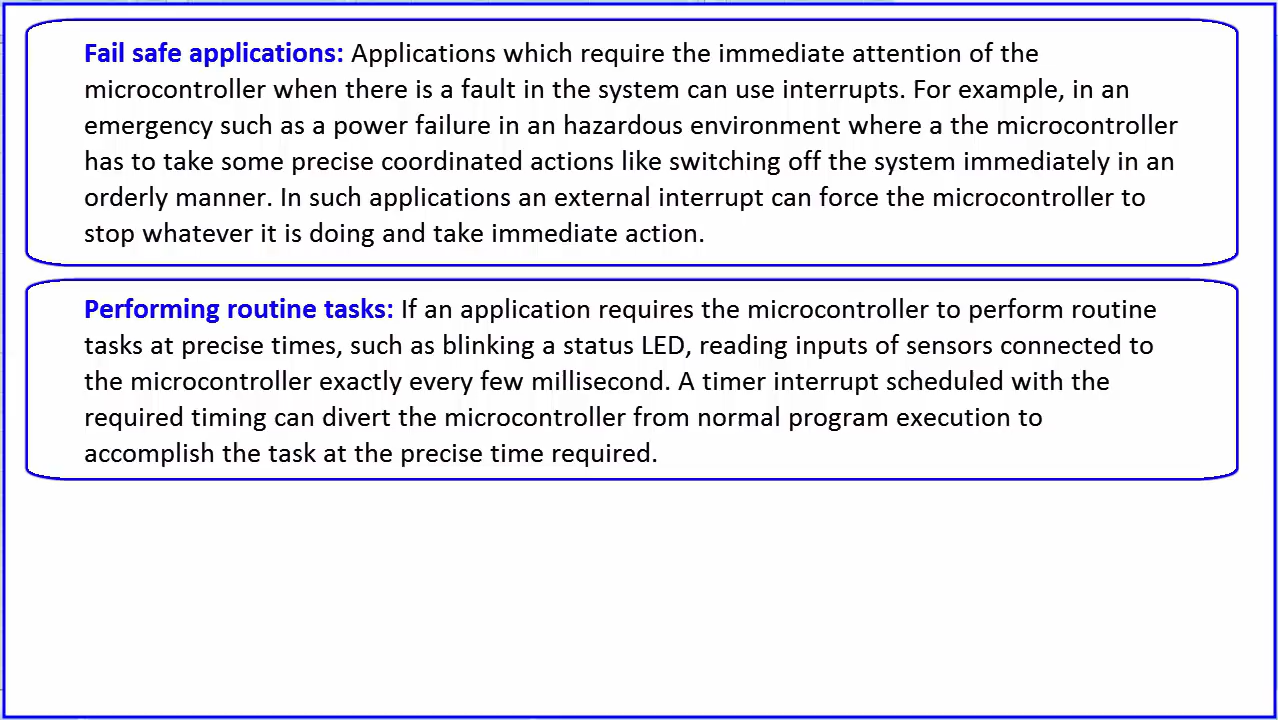 Fail safe applications: Applications which require the immediate attention of the
microcontroller when there is a fault in the system can use interrupts. For example, in an
emergency such as a power failure in an hazardous environment where a the microcontroller
has to take some precise coordinated actions like switching off the system immediately in an
orderly manner. In such applications an external interrupt can force the microcontroller to
stop whatever it is doing and take immediate action.
Performing routine tasks: If an application requires the microcontroller to perform routine
tasks at precise times, such as blinking a status LED, reading inputs of sensors connected to
the microcontroller exactly every few millisecond. A timer interrupt scheduled with the
required timing can divert the microcontroller from normal program execution to
accomplish the task at the precise time required.